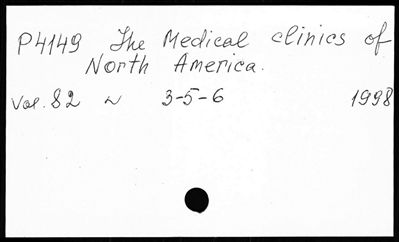 P4149 The Medical clinics of
North America.
Vol. 82 N 3-5-6 1998